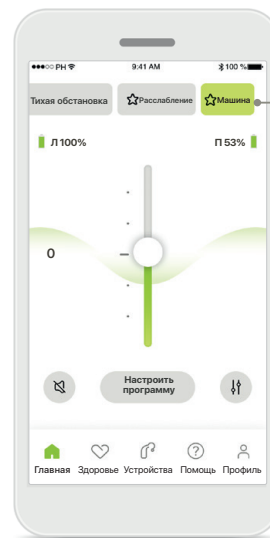 PH 9:41 AM 100 %
Тихая обстановка Расслабление Машина
Л 100% П 53%
0
Настроить
программу
Главная Здоровье Устройства Помощь Профиль